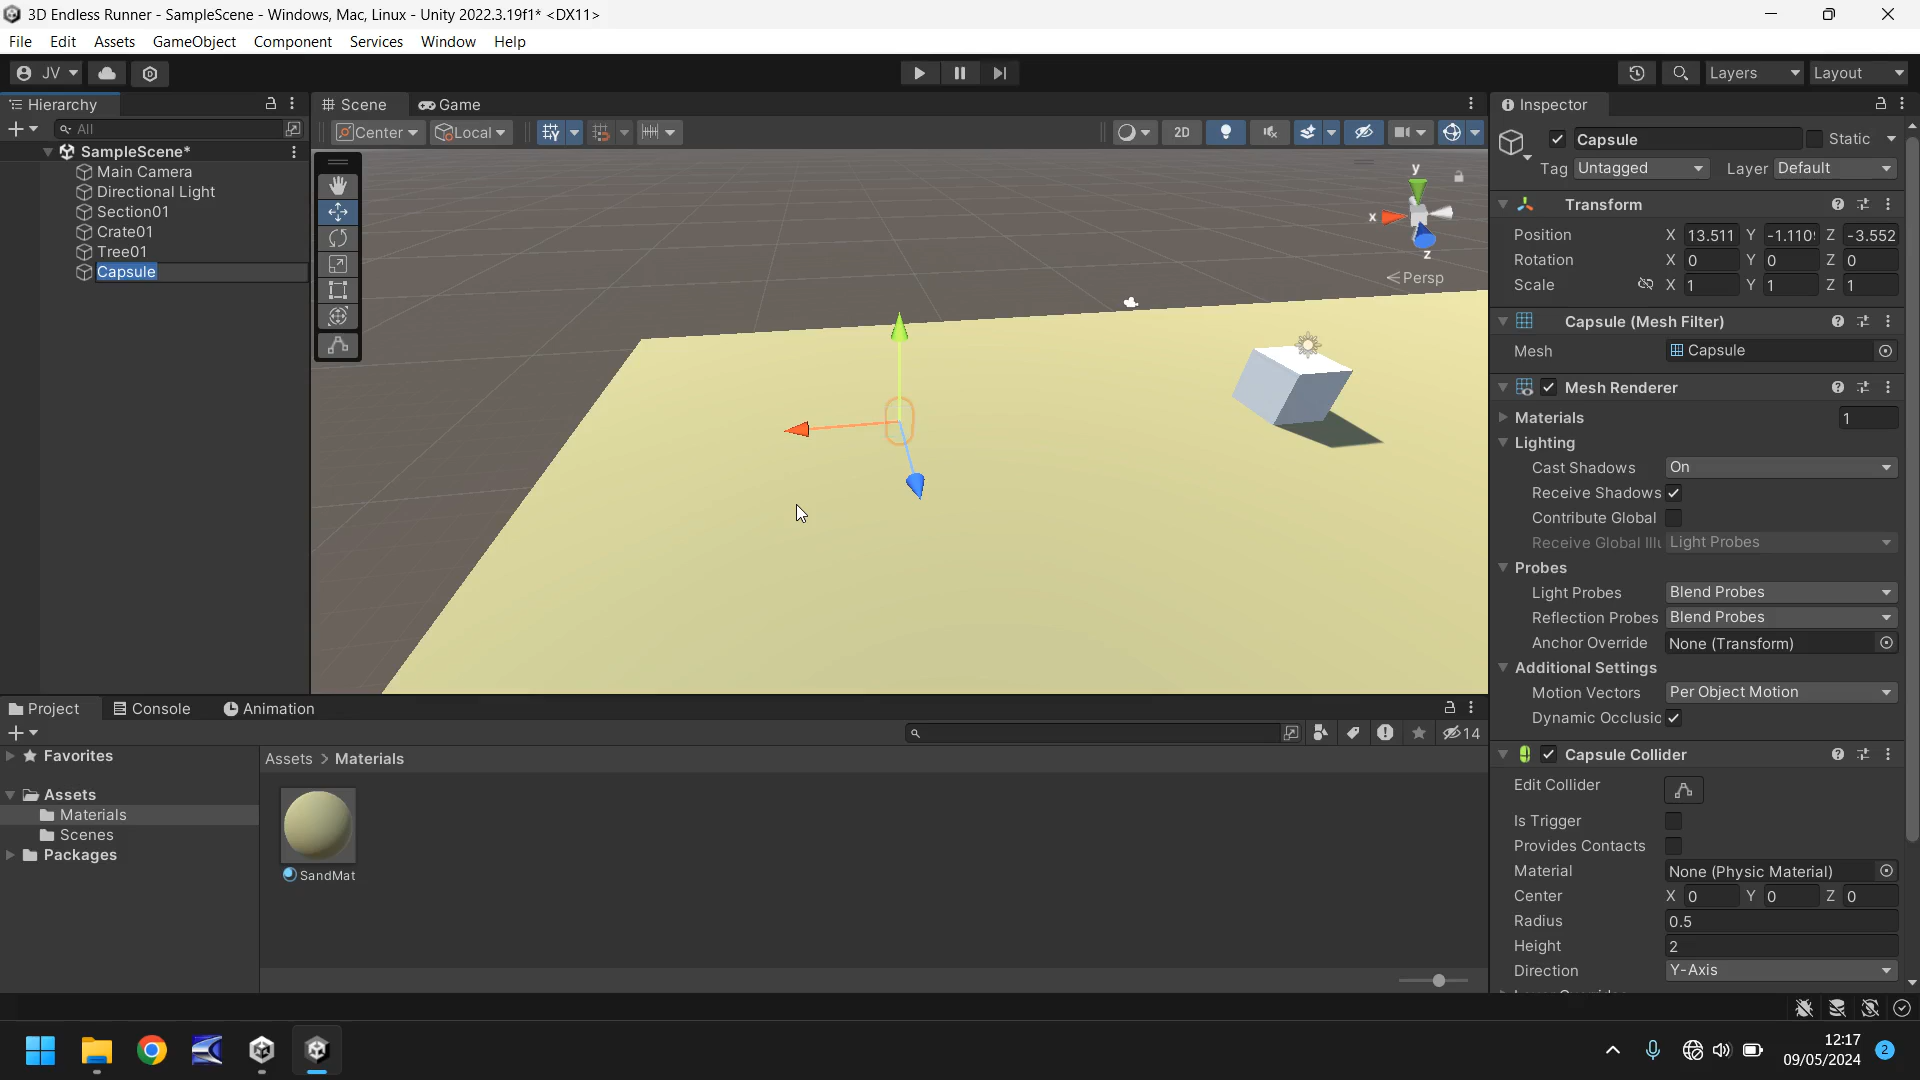 3D Endless Runner - SampleScene - Windows, Mac, Linux - Unity 2022.3.19f1* <DX11>
File Edit Assets GameObject Component Services Window Help
JV Layers Layout
Hierarchy Scene Game Inspector
All Center Local 2D Capsule Static
SampleScene*
Tag Untagged Layer Default
Main Camera
Directional Light
Section01
Crate01
Tree01
Capsule
y
x
z
Persp
Transform
Position X 13.511 Y -1.110 Z -3.552
Rotation X 0 Y 0 Z 0
Scale X 1 Y 1 Z 1
Capsule (Mesh Filter)
Mesh Capsule
Mesh Renderer
Materials 1
Lighting
Cast Shadows On
Receive Shadows
Contribute Global
Receive Global Illu Light Probes
Probes
Light Probes Blend Probes
Reflection Probes Blend Probes
Anchor Override None (Transform)
Additional Settings
Motion Vectors Per Object Motion
Dynamic Occlusic
Project Console Animation
14
Favorites
Assets > Materials
Assets
Materials
Scenes
Packages
SandMat
Capsule Collider
Edit Collider
Is Trigger
Provides Contacts
Material None (Physic Material)
Center X 0 Y 0 Z 0
Radius 0.5
Height 2
Direction Y-Axis
12:17
09/05/2024 2